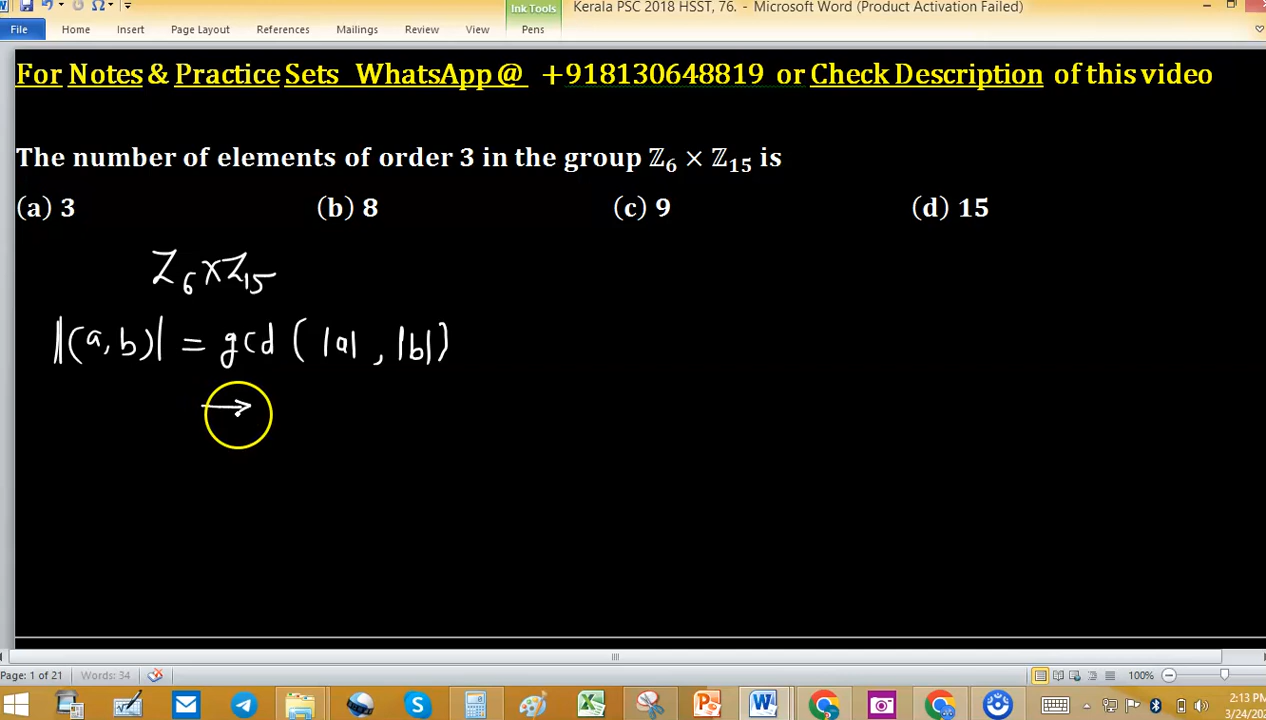 Ink Tools
Kerala PSC 2018 HSST, 76. - Microsoft Word (Product Activation Failed)
File Home Insert Page Layout References Mailings Review View Pens
For Notes & Practice Sets WhatsApp @ +918130648819 or Check Description of this video
The number of elements of order 3 in the group ℤ₆ × ℤ₁₅ is
(a) 3 (b) 8 (c) 9 (d) 15
Z₆ x Z₁₅
|(a, b)| = gcd ( |a| , |b| )
→
Page: 1 of 21 Words: 34 100%
2:13 PM